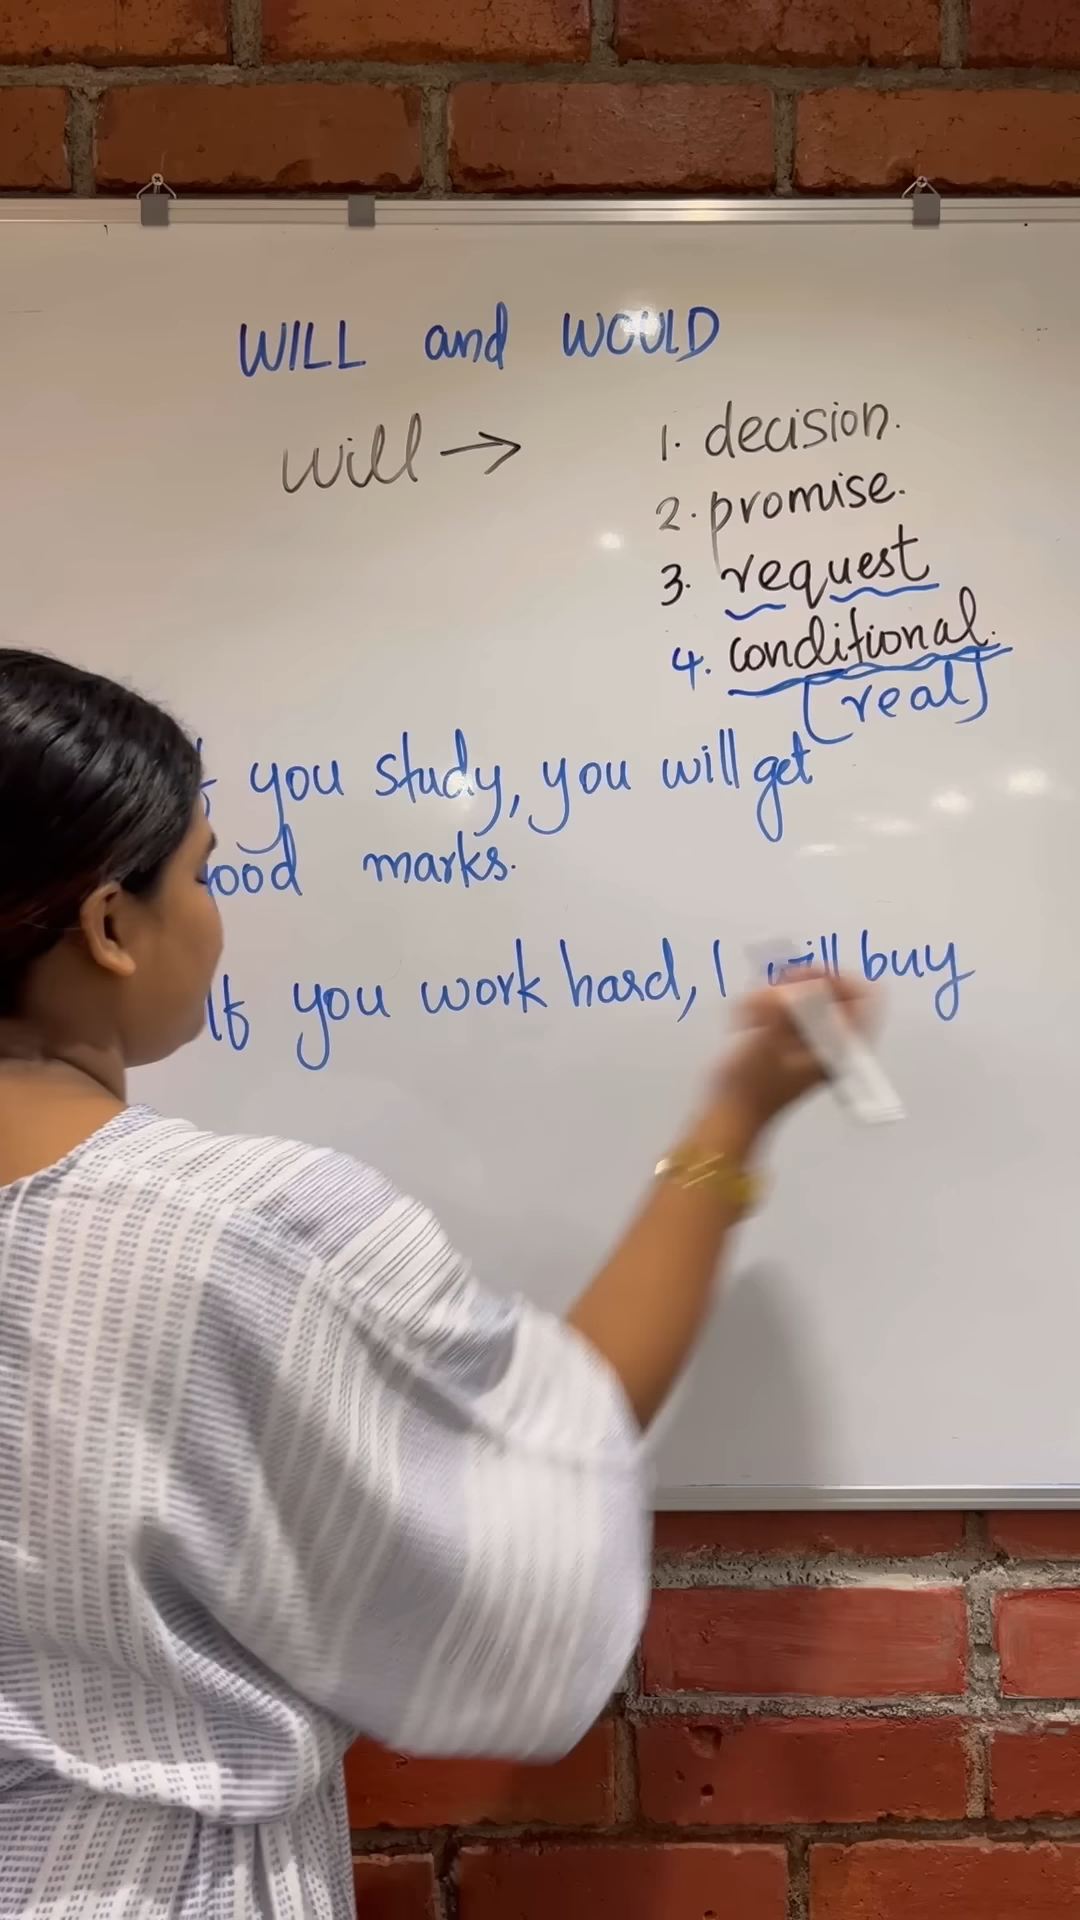 WILL and WOULD
will → 1. decision.
2. promise.
3. request
4. conditional.
(real)
you study, you will get
marks.
If you work hard, I will buy